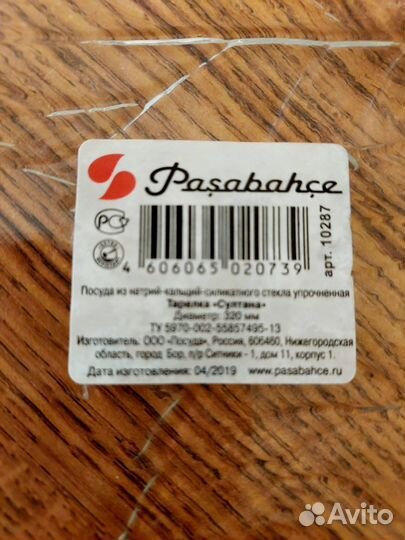 Paşabahçe
РСТ
4 606065 020739
арт. 10287
Посуда из натрий-кальций-силикатного стекла упрочненная
Тарелка «Султана»
Диаметр: 320 мм
ТУ 5970-002-55857495-13
Изготовитель: ООО «Посуда», Россия, 606460, Нижегородская
область, город Бор, п/р Ситники - 1, дом 11, корпус 1.
Дата изготовления: 04/2019 www.pasabahce.ru
Avito